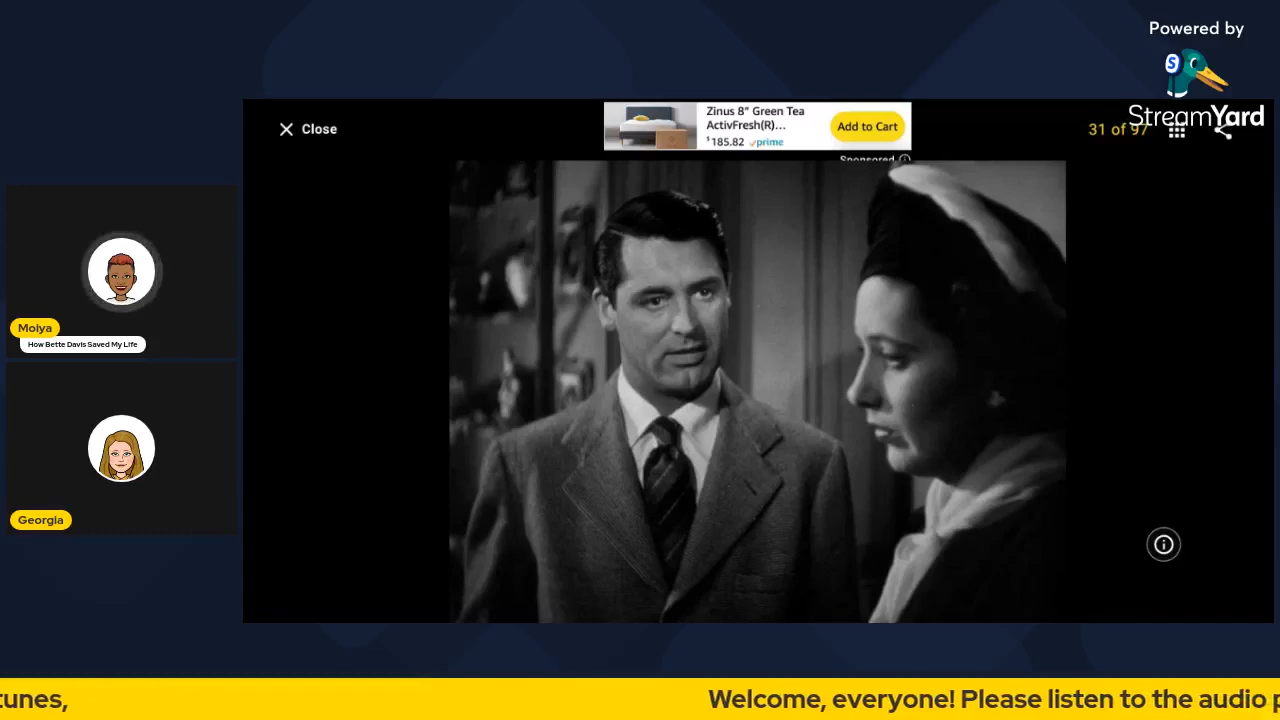 Powered by
StreamYard
Close
Zinus 8" Green Tea
ActivFresh(R)...
$185.82 prime
Add to Cart
Sponsored
31 of 97
Moiya
How Bette Davis Saved My Life
Georgia
tunes,
Welcome, everyone! Please listen to the audio p